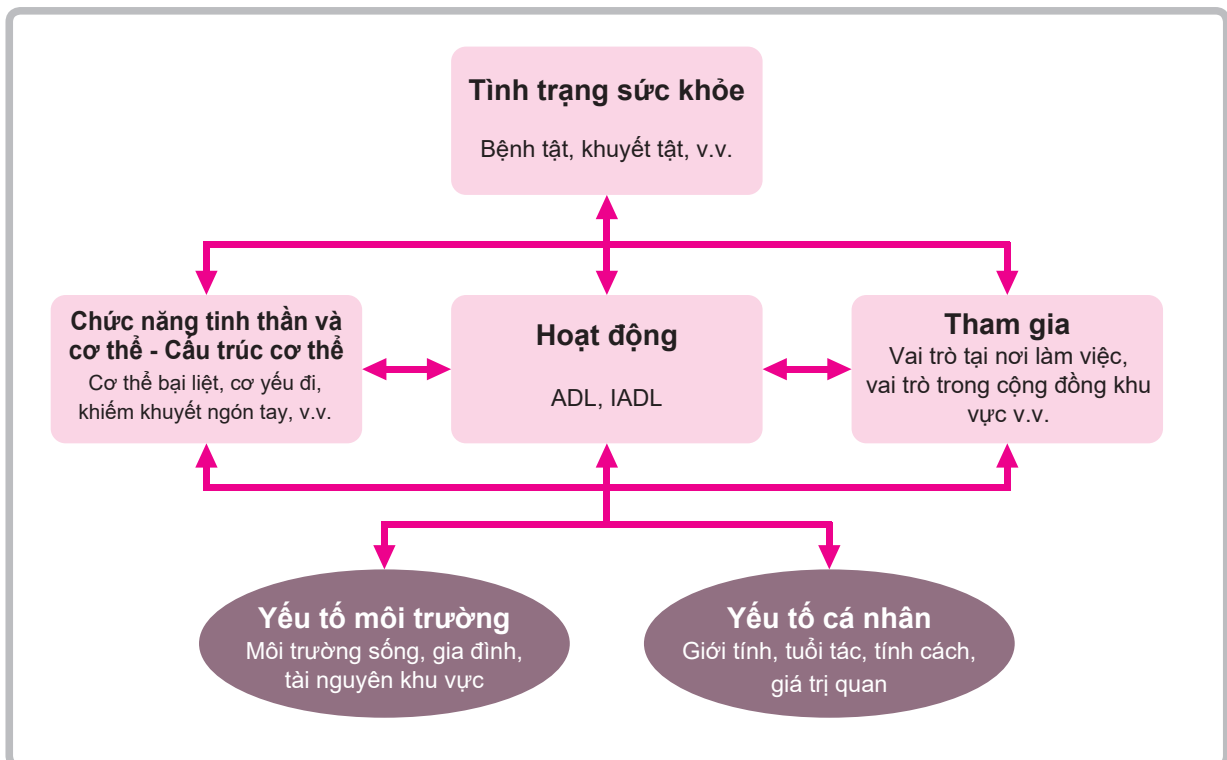 Tình trạng sức khỏe
Bệnh tật, khuyết tật, v.v.
Chức năng tinh thần và
cơ thể - Cấu trúc cơ thể
Cơ thể bại liệt, cơ yếu đi,
khiếm khuyết ngón tay, v.v.
Hoạt động
ADL, IADL
Tham gia
Vai trò tại nơi làm việc,
vai trò trong cộng đồng khu
vực v.v.
Yếu tố môi trường
Môi trường sống, gia đình,
tài nguyên khu vực
Yếu tố cá nhân
Giới tính, tuổi tác, tính cách,
giá trị quan